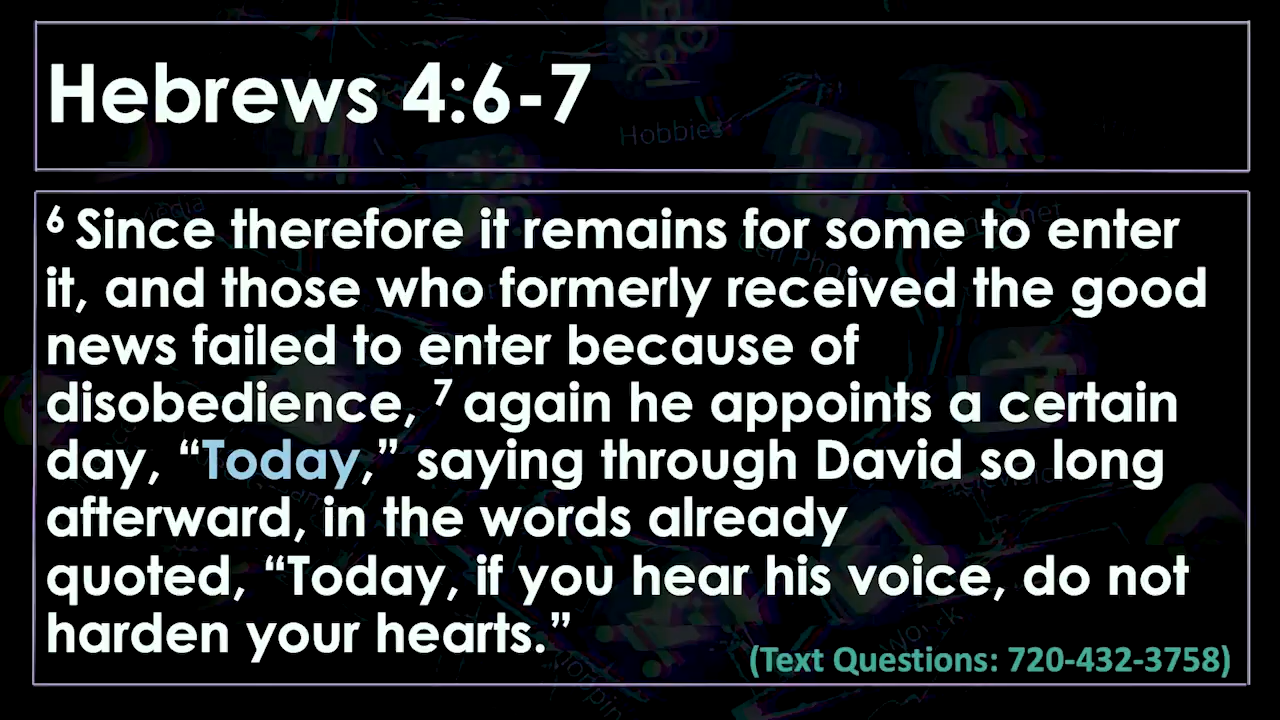 Hebrews 4:6-7
Hobbies
⁶ Since therefore it remains for some to enter
it, and those who formerly received the good
news failed to enter because of
disobedience, ⁷ again he appoints a certain
day, “Today,” saying through David so long
afterward, in the words already
quoted, “Today, if you hear his voice, do not
harden your hearts.”
(Text Questions: 720-432-3758)